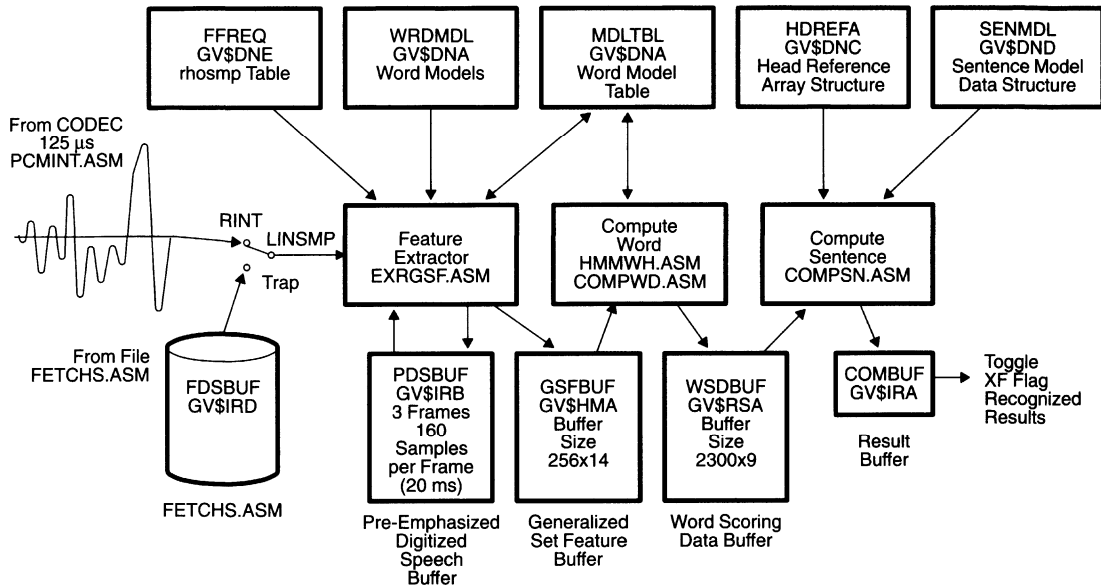 FFREQ
GV$DNE
rhosmp Table
WRDMDL
GV$DNA
Word Models
MDLTBL
GV$DNA
Word Model
Table
HDREFA
GV$DNC
Head Reference
Array Structure
SENMDL
GV$DND
Sentence Model
Data Structure
From CODEC
125 μs
PCMINT.ASM
RINT
LINSMP
Trap
Feature
Extractor
EXRGSF.ASM
Compute
Word
HMMWH.ASM
COMPWD.ASM
Compute
Sentence
COMPSN.ASM
From File
FETCHS.ASM
FDSBUF
GV$IRD
FETCHS.ASM
PDSBUF
GV$IRB
3 Frames
160
Samples
per Frame
(20 ms)
Pre-Emphasized
Digitized
Speech
Buffer
GSFBUF
GV$HMA
Buffer
Size
256x14
Generalized
Set Feature
Buffer
WSDBUF
GV$RSA
Buffer
Size
2300x9
Word Scoring
Data Buffer
COMBUF
GV$IRA
Result
Buffer
Toggle
XF Flag
Recognized
Results